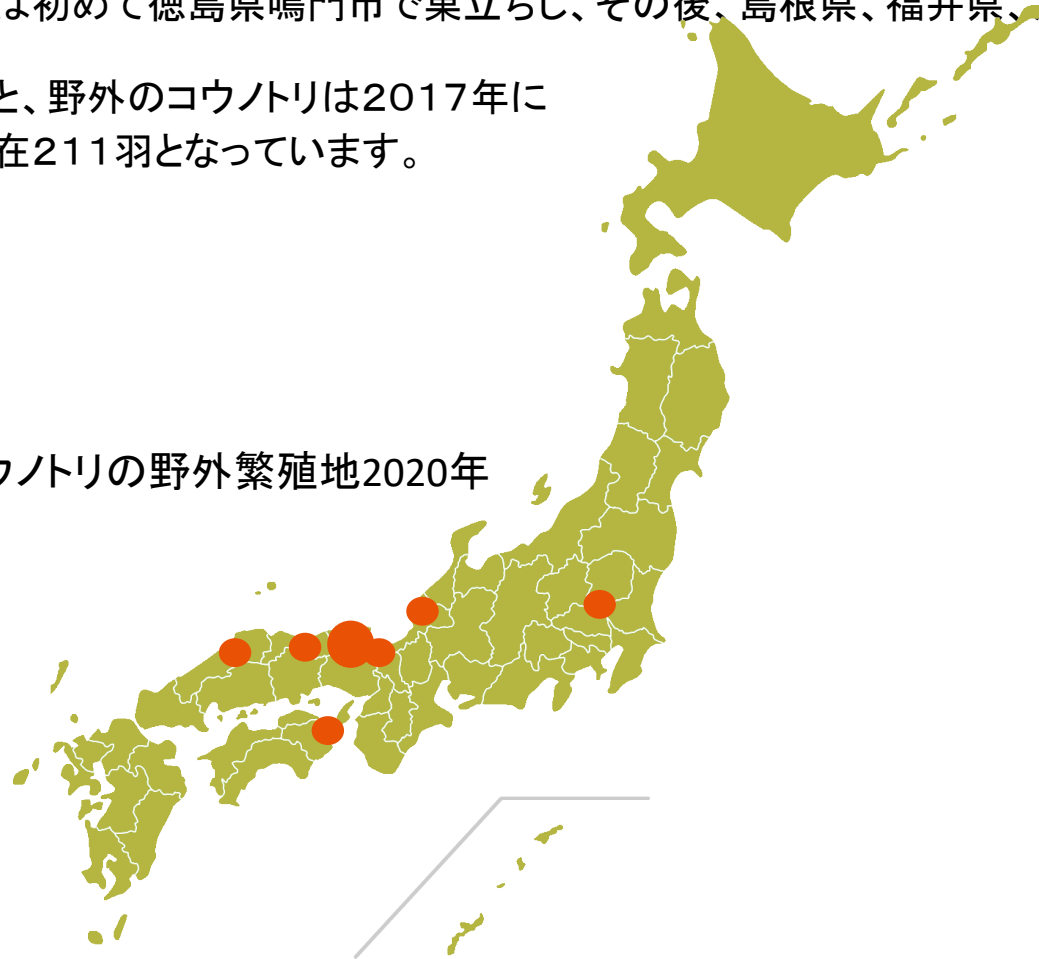 は初めて徳島県鳴門市で巣立ちし、その後、島根県、福井県、
と、野外のコウノトリは2017年に
在211羽となっています。
ウノトリの野外繁殖地2020年